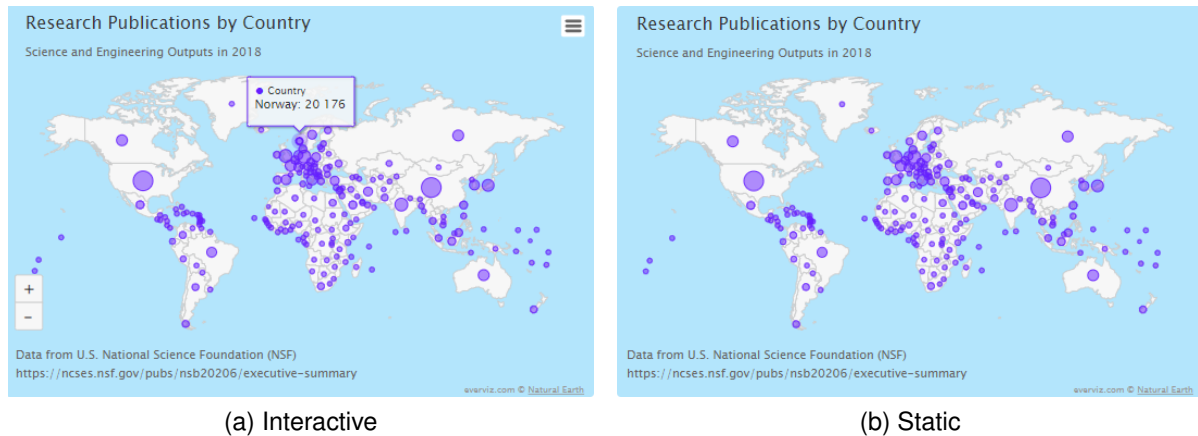 Research Publications by Country
Science and Engineering Outputs in 2018
Country
Norway: 20 176
+
−
Data from U.S. National Science Foundation (NSF)
https://ncses.nsf.gov/pubs/nsb20206/executive-summary
everviz.com © Natural Earth
(a) Interactive
Research Publications by Country
Science and Engineering Outputs in 2018
Data from U.S. National Science Foundation (NSF)
https://ncses.nsf.gov/pubs/nsb20206/executive-summary
everviz.com © Natural Earth
(b) Static